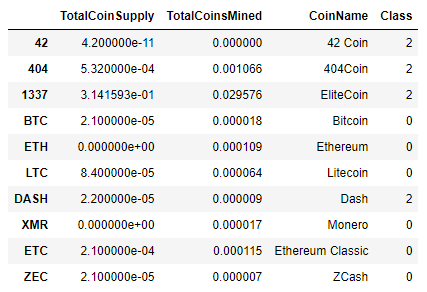 TotalCoinSupply TotalCoinsMined CoinName Class
42 4.200000e-11 0.000000 42 Coin 2
404 5.320000e-04 0.001066 404Coin 2
1337 3.141593e-01 0.029576 EliteCoin 2
BTC 2.100000e-05 0.000018 Bitcoin 0
ETH 0.000000e+00 0.000109 Ethereum 0
LTC 8.400000e-05 0.000064 Litecoin 0
DASH 2.200000e-05 0.000009 Dash 2
XMR 0.000000e+00 0.000017 Monero 0
ETC 2.100000e-04 0.000115 Ethereum Classic 0
ZEC 2.100000e-05 0.000007 ZCash 0